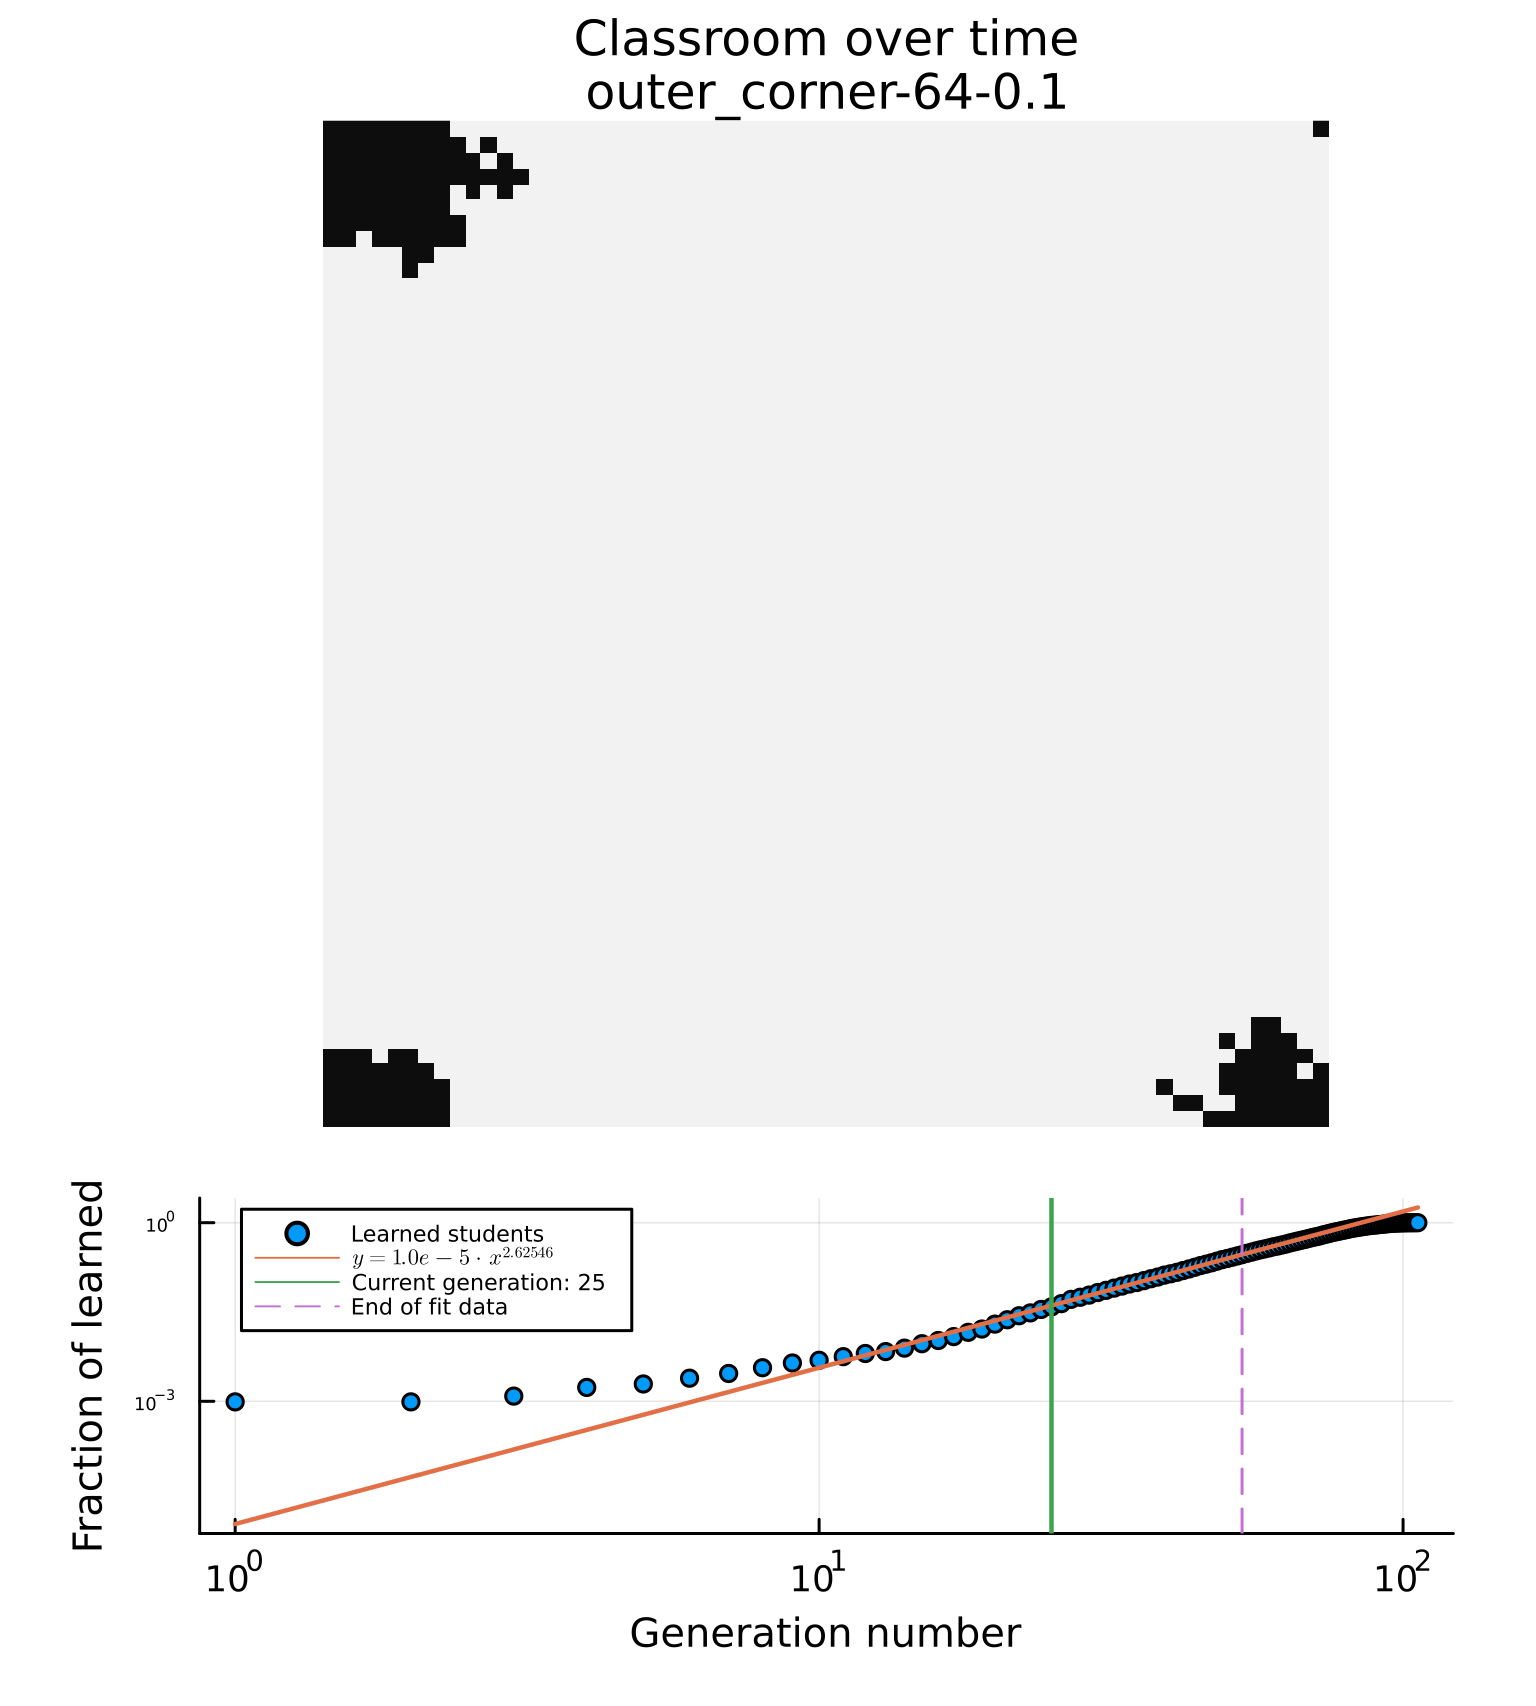 Classroom over time
outer_corner-64-0.1
Fraction of learned
10^0
10^-3
Learned students
y = 1.0e − 5 · x^2.62546
Current generation: 25
End of fit data
10^0 10^1 10^2
Generation number